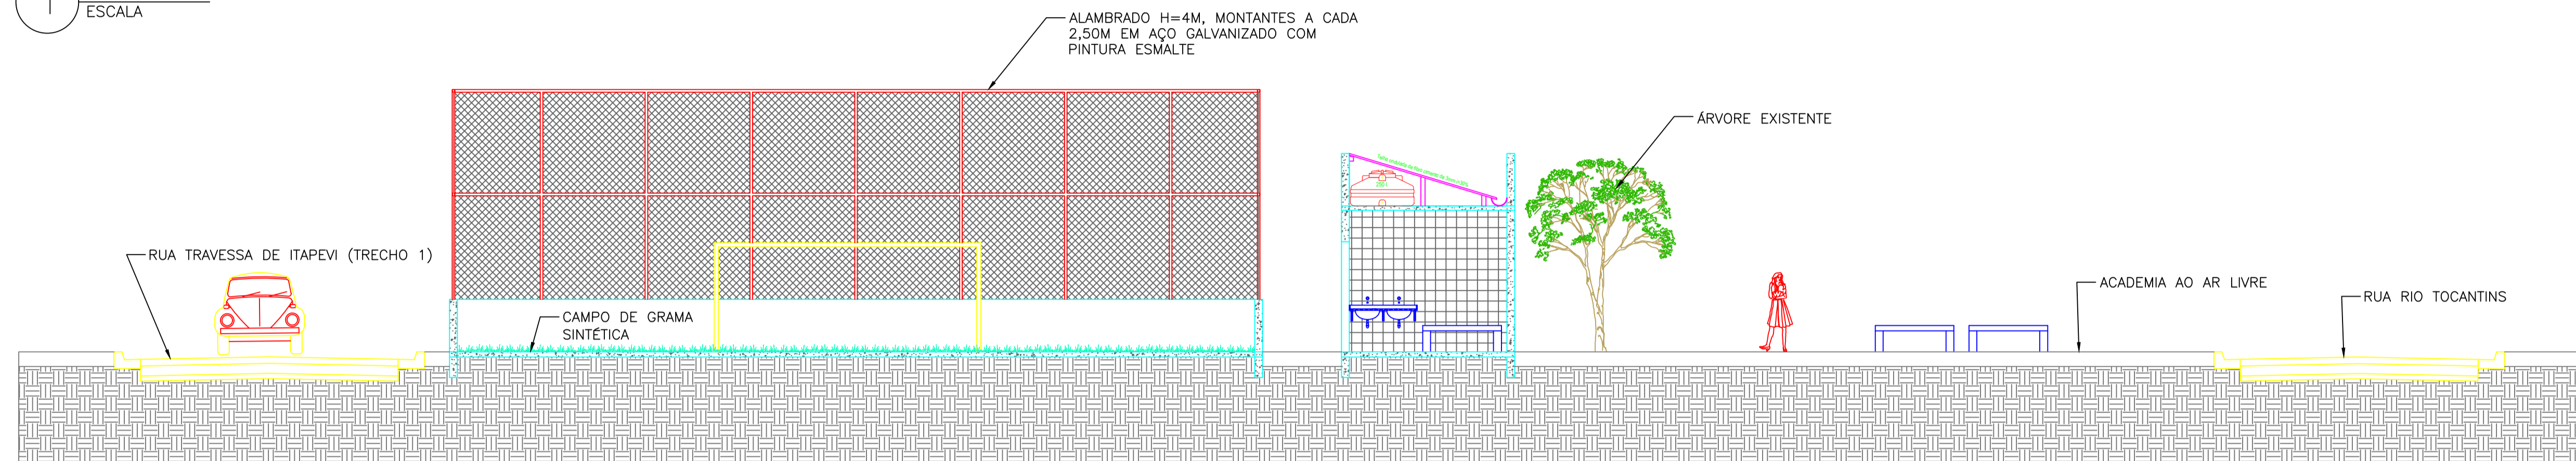 ESCALA
ALAMBRADO H=4M, MONTANTES A CADA
2,50M EM AÇO GALVANIZADO COM
PINTURA ESMALTE
ÁRVORE EXISTENTE
RUA TRAVESSA DE ITAPEVI (TRECHO 1)
CAMPO DE GRAMA
SINTÉTICA
ACADEMIA AO AR LIVRE
RUA RIO TOCANTINS